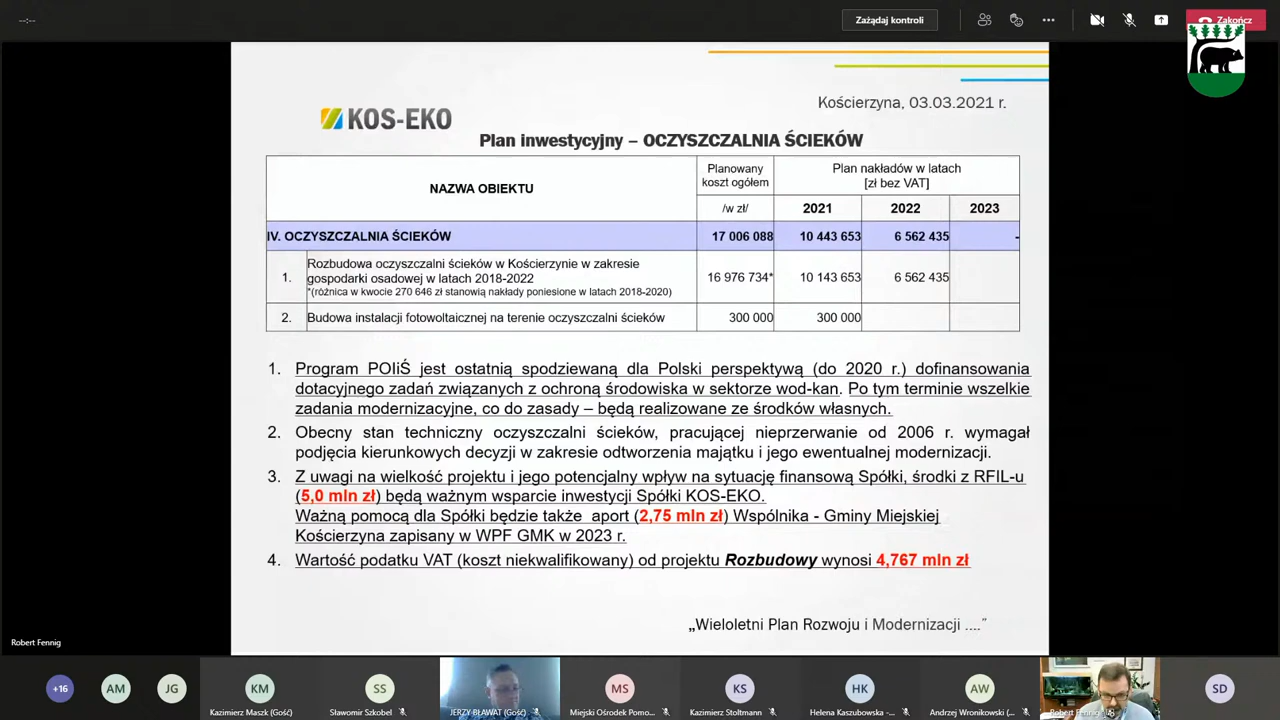 --:--
Zażądaj kontroli
Zakończ
Kościerzyna, 03.03.2021 r.
KOS-EKO
Plan inwestycyjny – OCZYSZCZALNIA ŚCIEKÓW
NAZWA OBIEKTU
Planowany koszt ogółem
/w zł/
Plan nakładów w latach
[zł bez VAT]
2021 2022 2023
IV. OCZYSZCZALNIA ŚCIEKÓW 17 006 088 10 443 653 6 562 435 -
1. Rozbudowa oczyszczalni ścieków w Kościerzynie w zakresie
gospodarki osadowej w latach 2018-2022 16 976 734* 10 143 653 6 562 435
*(różnica w kwocie 270 646 zł stanowią nakłady poniesione w latach 2018-2020)
2. Budowa instalacji fotowoltaicznej na terenie oczyszczalni ścieków 300 000 300 000
1. Program POIiŚ jest ostatnią spodziewaną dla Polski perspektywą (do 2020 r.) dofinansowania
dotacyjnego zadań związanych z ochroną środowiska w sektorze wod-kan. Po tym terminie wszelkie
zadania modernizacyjne, co do zasady – będą realizowane ze środków własnych.
2. Obecny stan techniczny oczyszczalni ścieków, pracującej nieprzerwanie od 2006 r. wymagał
podjęcia kierunkowych decyzji w zakresie odtworzenia majątku i jego ewentualnej modernizacji.
3. Z uwagi na wielkość projektu i jego potencjalny wpływ na sytuację finansową Spółki, środki z RFIL-u
(5,0 mln zł) będą ważnym wsparcie inwestycji Spółki KOS-EKO.
Ważną pomocą dla Spółki będzie także aport (2,75 mln zł) Wspólnika - Gminy Miejskiej
Kościerzyna zapisany w WPF GMK w 2023 r.
4. Wartość podatku VAT (koszt niekwalifikowany) od projektu Rozbudowy wynosi 4,767 mln zł
„Wieloletni Plan Rozwoju i Modernizacji ....”
Robert Fennig
+16 AM JG KM SS MS KS HK AW SD
Kazimierz Maszk (Gość) Sławomir Szkobel JERZY BŁAWAT (Gość) Miejski Ośrodek Pomo... Kazimierz Stoltmann Helena Kaszubowska -... Andrzej Wronikowski (... Robert Fennig